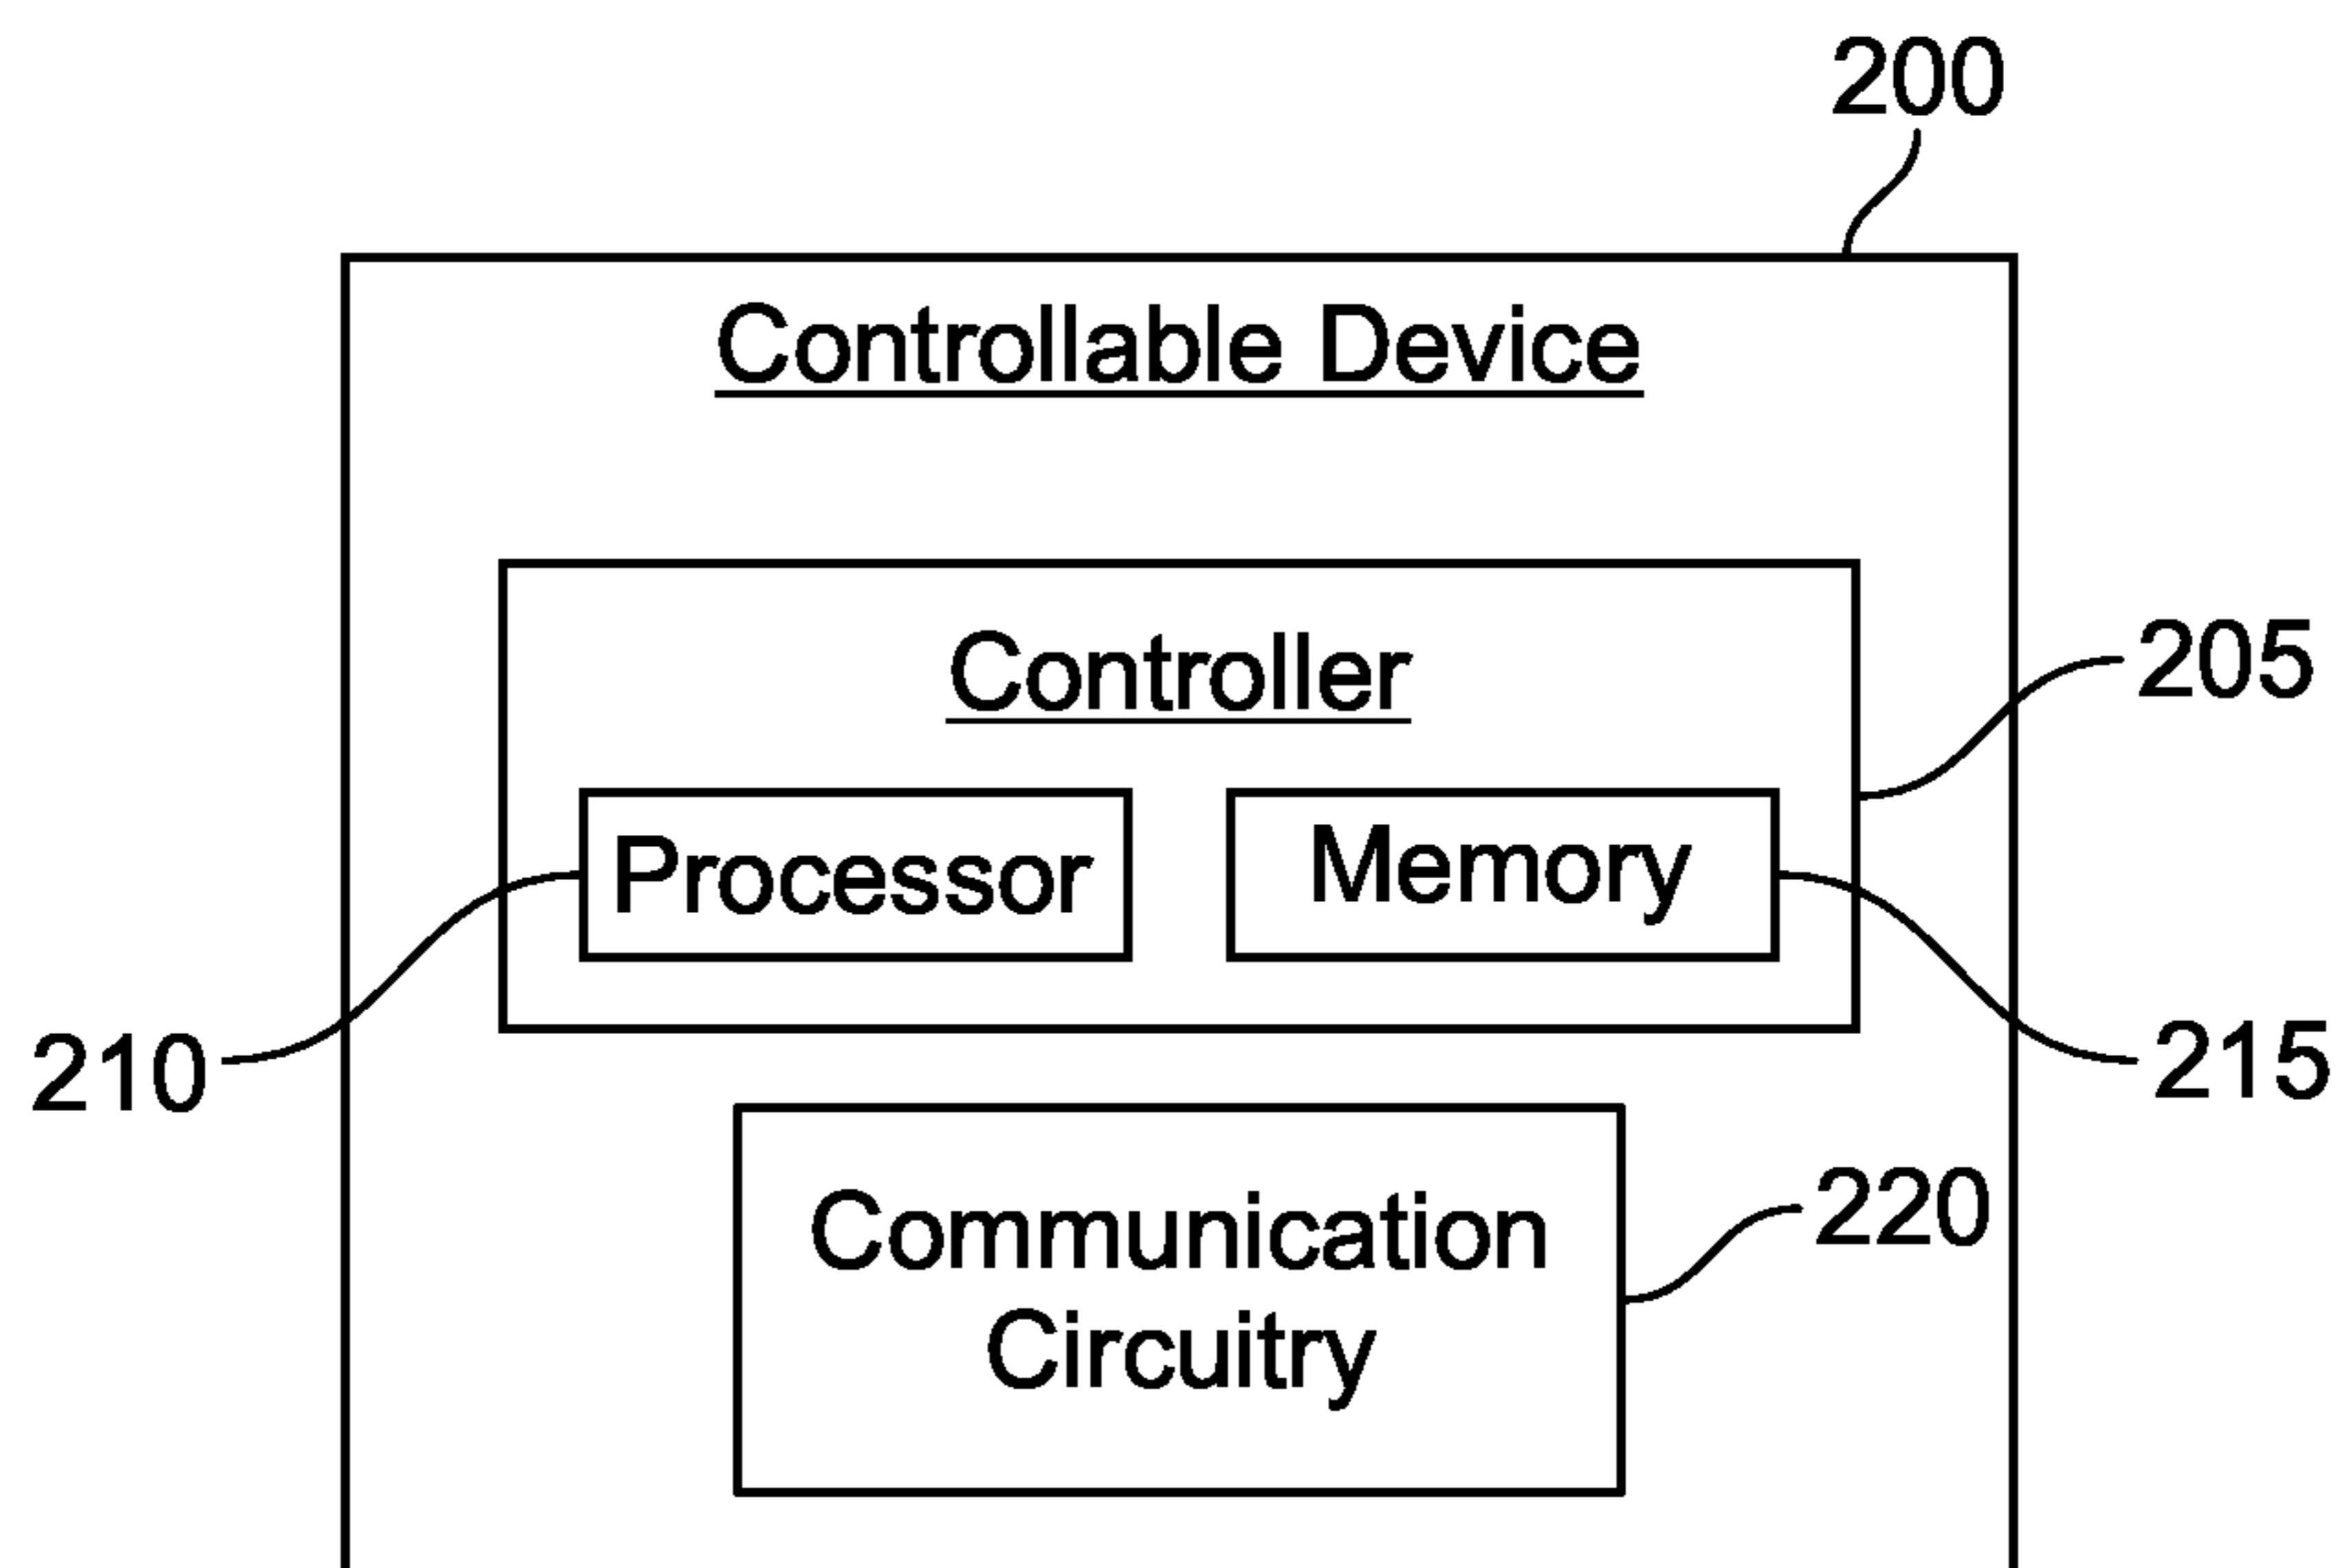 200
Controllable Device
Controller
205
Processor
Memory
210
215
Communication
Circuitry
220